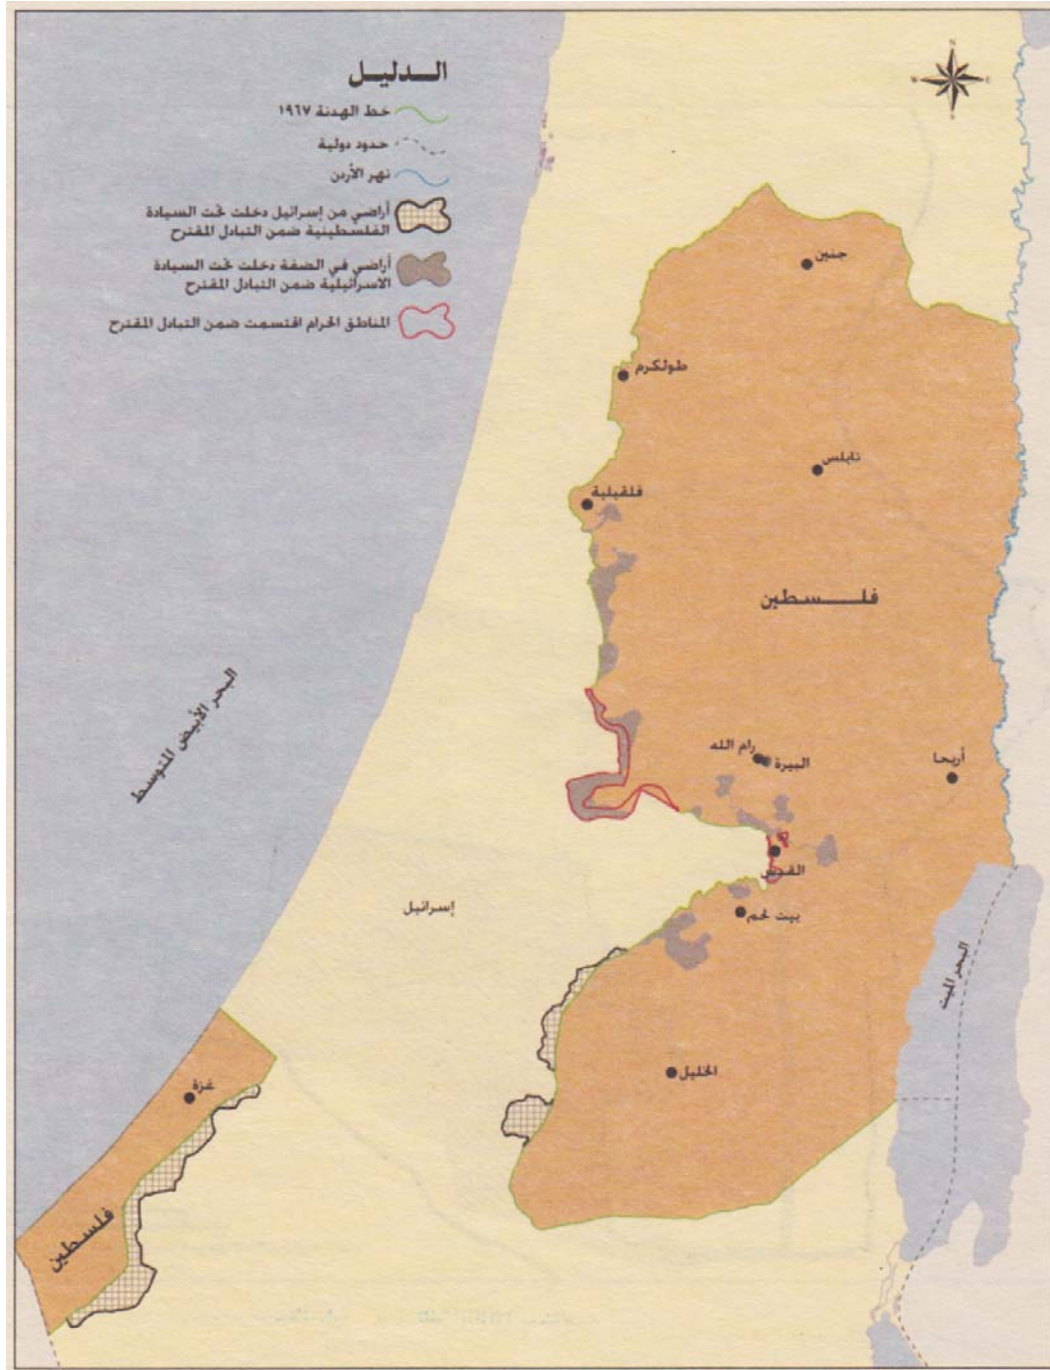 الـدليـل
خط الهدنة ١٩٦٧
حدود دولية
نهر الأردن
أراضي من إسرائيل دخلت تحت السيادة
الفلسطينية ضمن التبادل المقترح
أراضي في الضفة دخلت تحت السيادة
الاسرائيلية ضمن التبادل المقترح
المناطق الحرام اقتسمت ضمن التبادل المقترح
N
W
E
S
جنين
طولكرم
نابلس
قلقيلية
فلـــــسطين
البحر الأبيض المتوسط
رام الله
البيرة
أريحا
القدس
إسرائيل
بيت لحم
البحر الميت
الخليل
غزة
فلسطين